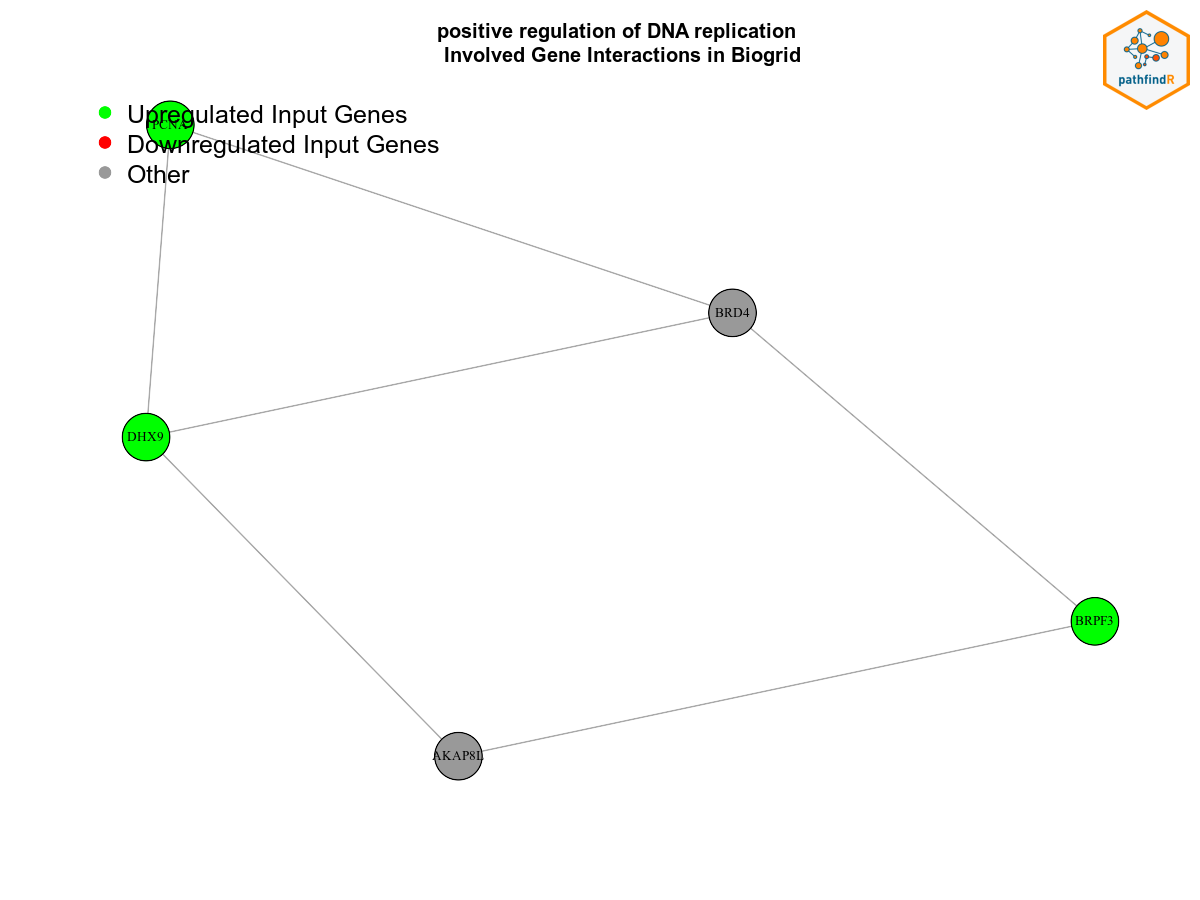 positive regulation of DNA replication
Involved Gene Interactions in Biogrid
pathfindR
Upregulated Input Genes
PCNA
Downregulated Input Genes
Other
BRD4
DHX9
BRPF3
AKAP8L